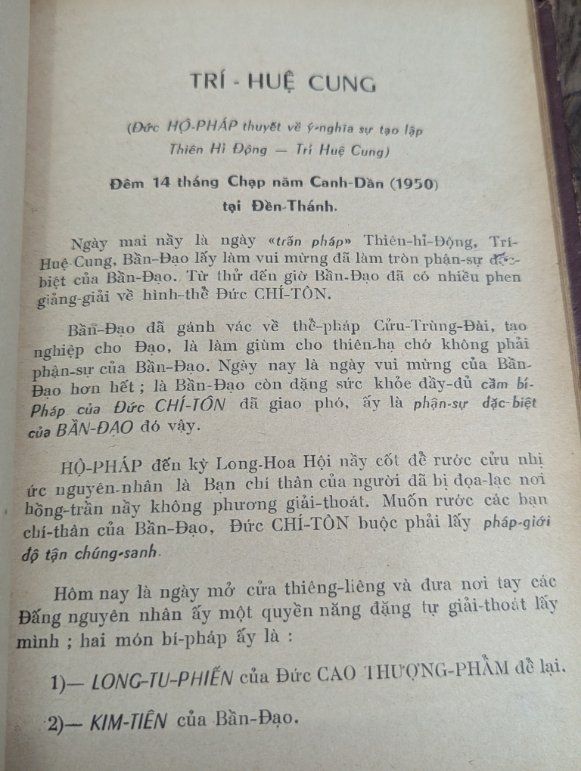 TRÍ - HUỆ CUNG
(Đức HỘ-PHÁP thuyết về ý-nghĩa sự tạo lập
Thiên Hỉ Động — Trí Huệ Cung)
Đêm 14 tháng Chạp năm Canh-Dần (1950)
tại Đền-Thánh.
Ngày mai nầy là ngày «trấn pháp» Thiên-hỉ-Động, Trí-
Huệ-Cung, Bần-Đạo lấy làm vui mừng đã làm tròn phận-sự đặc-
biệt của Bần-Đạo. Từ thử đến giờ Bần-Đạo đã có nhiều phen
giảng-giải về hình-thể Đức CHÍ-TÔN.
Bần-Đạo đã gánh vác về thể-pháp Cửu-Trùng-Đài, tạo
nghiệp cho Đạo, là làm giùm cho thiên-hạ chớ không phải
phận-sự của Bần-Đạo. Ngày nay là ngày vui mừng của Bần-
Đạo hơn hết ; là Bần-Đạo còn đặng sức khỏe đầy-đủ cầm bí-
Pháp của Đức CHÍ-TÔN đã giao phó, ấy là phận-sự đặc-biệt
của BẦN-ĐẠO đó vậy.
HỘ-PHÁP đến kỳ Long-Hoa Hội nầy cốt để rước cửu nhị
ức nguyên-nhân là Bạn chí thân của người đã bị đọa-lạc nơi
hồng-trần nầy không phương giải-thoát. Muốn rước các bạn
chí-thân của Bần-Đạo, Đức CHÍ-TÔN buộc phải lấy pháp-giới
độ tận chúng-sanh.
Hôm nay là ngày mở cửa thiêng-liêng và đưa nơi tay các
Đấng nguyên nhân ấy một quyền năng đặng tự giải-thoát lấy
mình ; hai món bí-pháp ấy là :
1)— LONG-TU-PHIẾN của Đức CAO THƯỢNG-PHẨM để lại.
2)— KIM-TIÊN của Bần-Đạo.